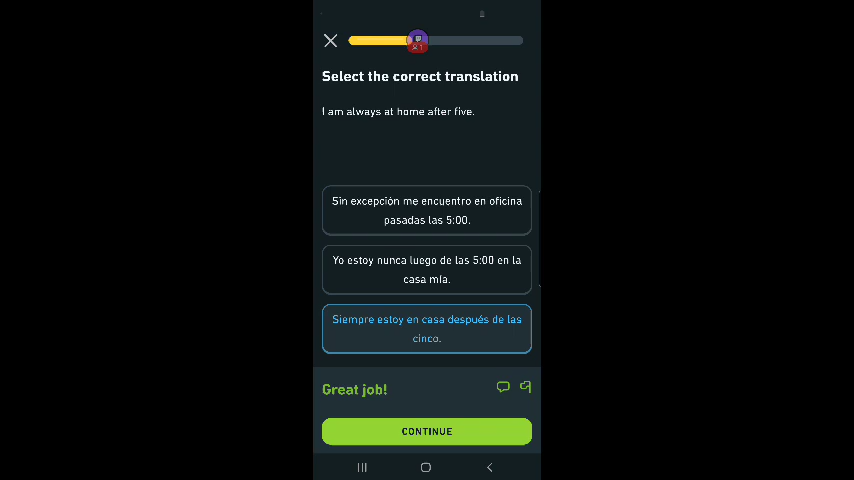 Select the correct translation
I am always at home after five.
Sin excepción me encuentro en oficina
pasadas las 5:00.
Yo estoy nunca luego de las 5:00 en la
casa mía.
Siempre estoy en casa después de las
cinco.
Great job!
CONTINUE